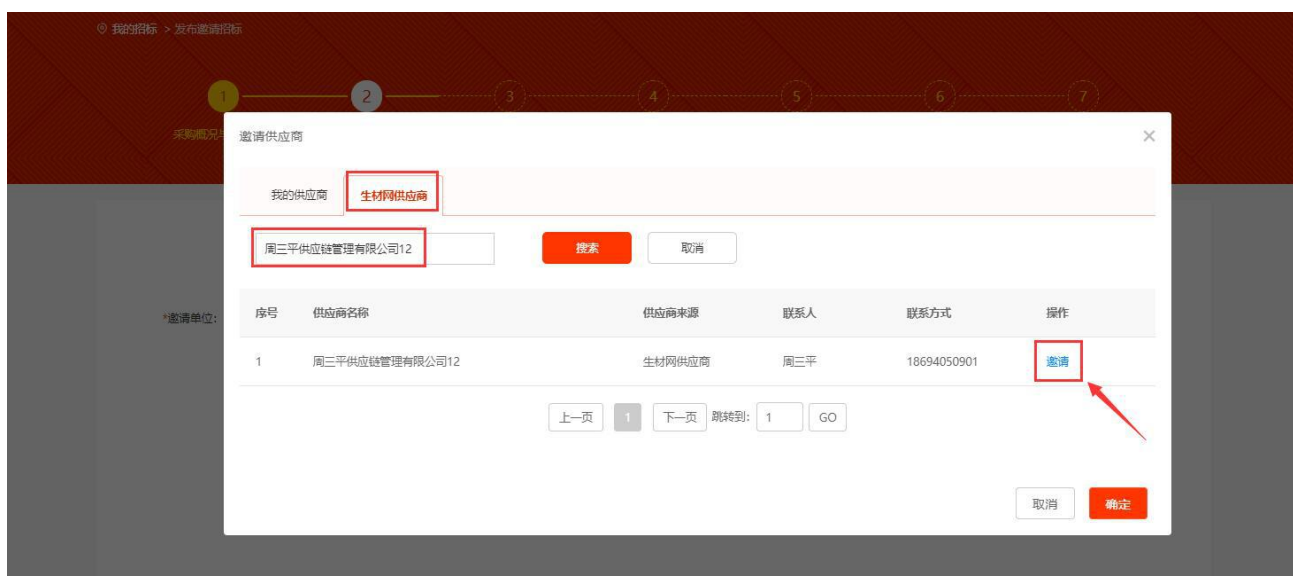 我的招标 > 发布邀请招标
1 2 3 4 5 6 7
采购概况与
邀请供应商
我的供应商 生材网供应商
周三平供应链管理有限公司12 搜索 取消
*邀请单位:
序号 供应商名称 供应商来源 联系人 联系方式 操作
1 周三平供应链管理有限公司12 生材网供应商 周三平 18694050901 邀请
上一页 1 下一页 跳转到: 1 GO
取消 确定